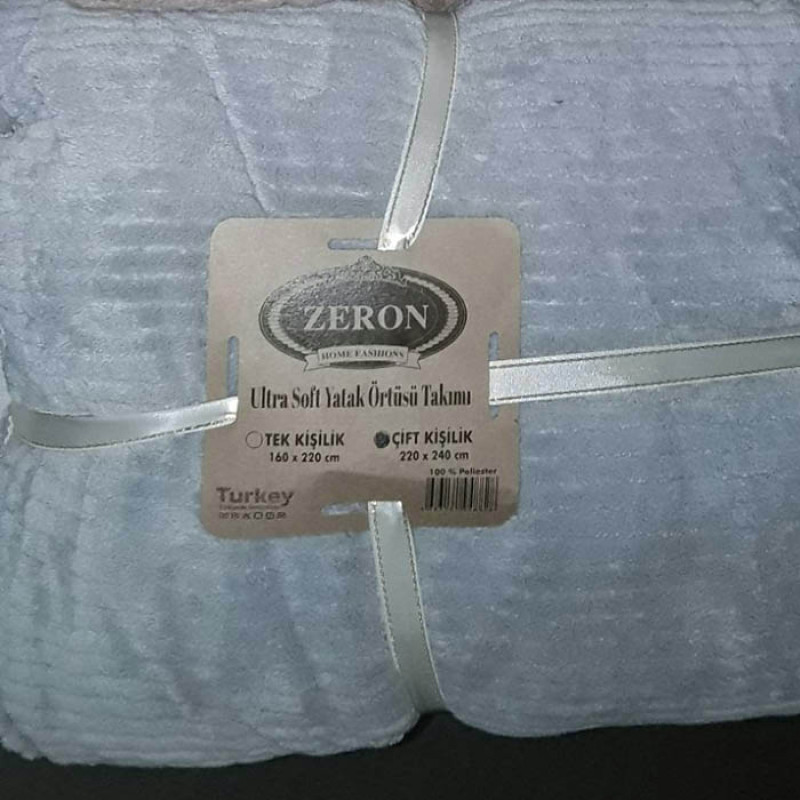 ZERON
HOME FASHIONS
Ultra Soft Yatak Örtüsü Takımı
TEK KİŞİLİK
160 x 220 cm
ÇİFT KİŞİLİK
220 x 240 cm
100 % Poliester
Turkey